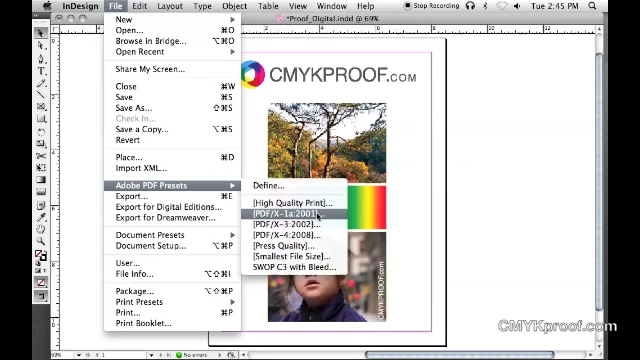 InDesign File Edit Layout Type Object Table View Window Help Stop Recording Tue 2:45 PM
*Proof_Digital.indd @ 69%
New
Open... ⌘O
Browse in Bridge... ⌥⌘O
Open Recent
Share My Screen...
Close ⌘W
Save ⌘S
Save As... ⇧⌘S
Check In...
Save a Copy... ⌥⌘S
Revert
Place... ⌘D
Import XML...
Adobe PDF Presets
Export... ⌘E
Export for Digital Editions...
Export for Dreamweaver...
Document Presets
Document Setup... ⌥⌘P
User...
File Info... ⌥⇧⌘I
Package... ⌥⇧⌘P
Print Presets
Print... ⌘P
Print Booklet...
Define...
[High Quality Print]...
[PDF/X-1a:2001]...
[PDF/X-3:2002]...
[PDF/X-4:2008]...
[Press Quality]...
[Smallest File Size]...
SWOP C3 with Bleed...
CMYKPROOF.COM
CMYKPROOF.COM
CMYKproof.com
69% 1 No errors